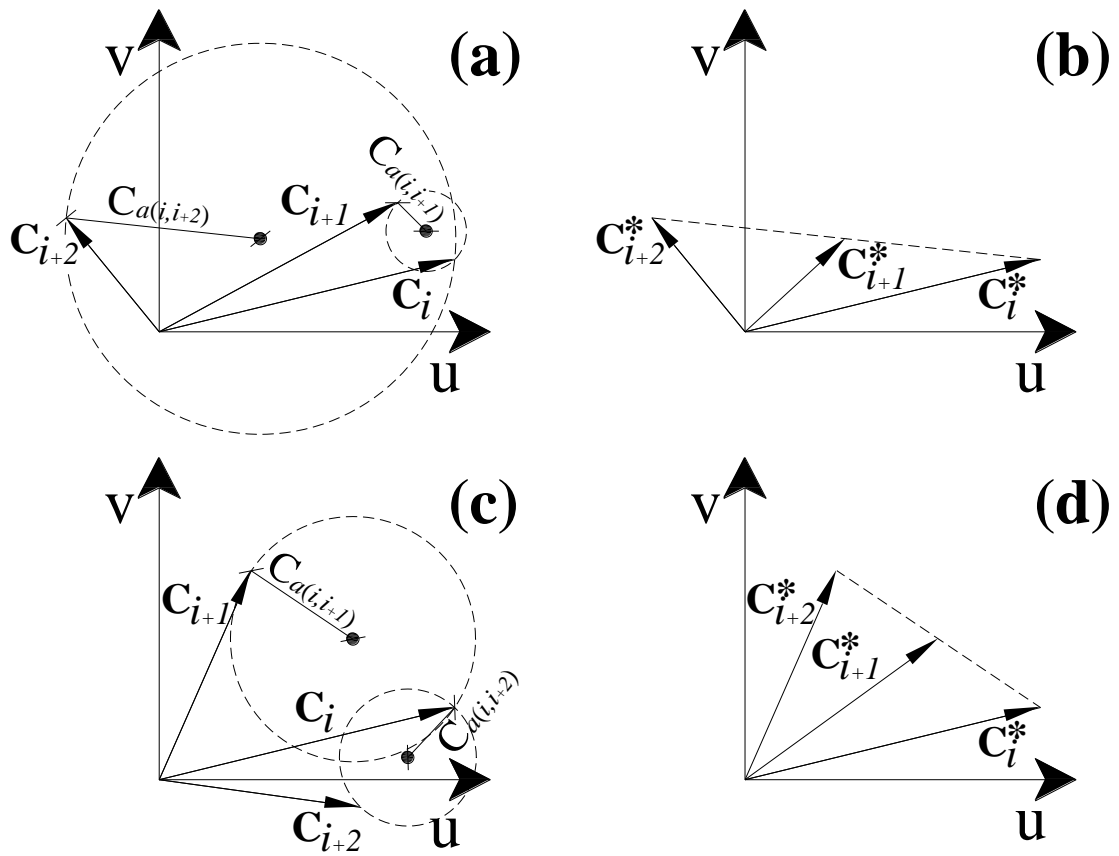 V (a)
C_{a(i,i+1)}
C_{a(i,i+2)}
C_{i+1}
C_{i+2}
C_i
u
V (b)
C*_{i+2}
C*_{i+1}
C*_i
u
V (c)
C_{a(i,i+1)}
C_{i+1}
C_i
C_{a(i,i+2)}
C_{i+2}
u
V (d)
C*_{i+2}
C*_{i+1}
C*_i
u